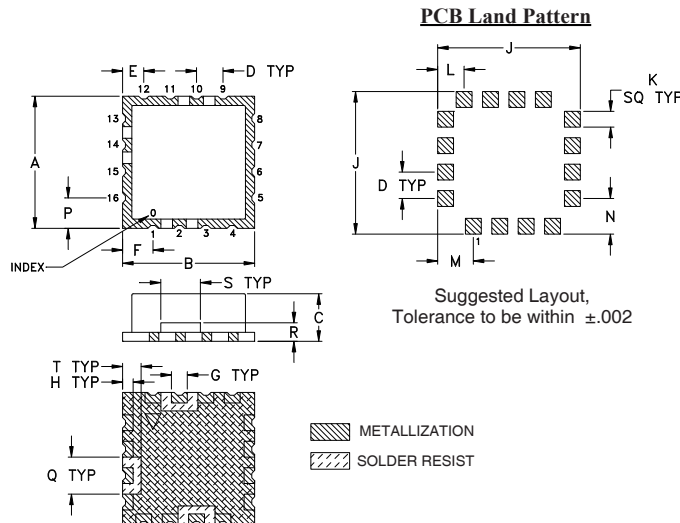 PCB Land Pattern
E
D TYP
12 11 10 9
13
14
15
16
8
7
6
5
A
P
0
1 2 3 4
F
INDEX
B
S TYP
C
R
T TYP
H TYP
G TYP
Q TYP
J
L
K
SQ TYP
J
D TYP
N
1
M
Suggested Layout,
Tolerance to be within ±.002
METALLIZATION
SOLDER RESIST